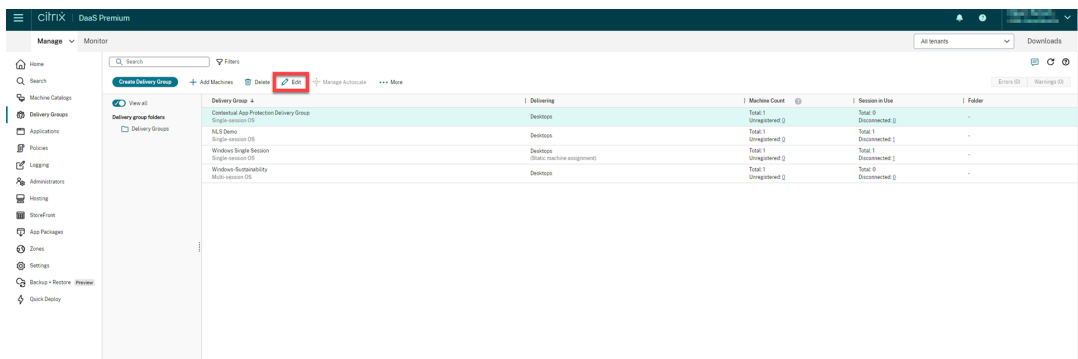 citrix | DaaS Premium
Manage Monitor
All tenants
Downloads
Home
Search
Machine Catalogs
Delivery Groups
Applications
Policies
Logging
Administrators
Hosting
StoreFront
App Packages
Zones
Settings
Backup + Restore Preview
Quick Deploy
Search
Filters
Create Delivery Group Add Machines Delete Edit Manage Autoscale More
Errors (0) Warnings (0)
View all
Delivery group folders
Delivery Groups
Delivery Group ↓ Delivering Machine Count Session in Use Folder
Contextual App Protection Delivery Group
Single-session OS
Desktops
Total: 1
Unregistered: 0
Total: 0
Disconnected: 0
-
NLS Demo
Single-session OS
Desktops
Total: 1
Unregistered: 0
Total: 1
Disconnected: 1
-
Windows Single Session
Single-session OS
Desktops
(Static machine assignment)
Total: 1
Unregistered: 0
Total: 1
Disconnected: 1
-
Windows-Sustainability
Multi-session OS
Desktops
Total: 1
Unregistered: 0
Total: 0
Disconnected: 0
-